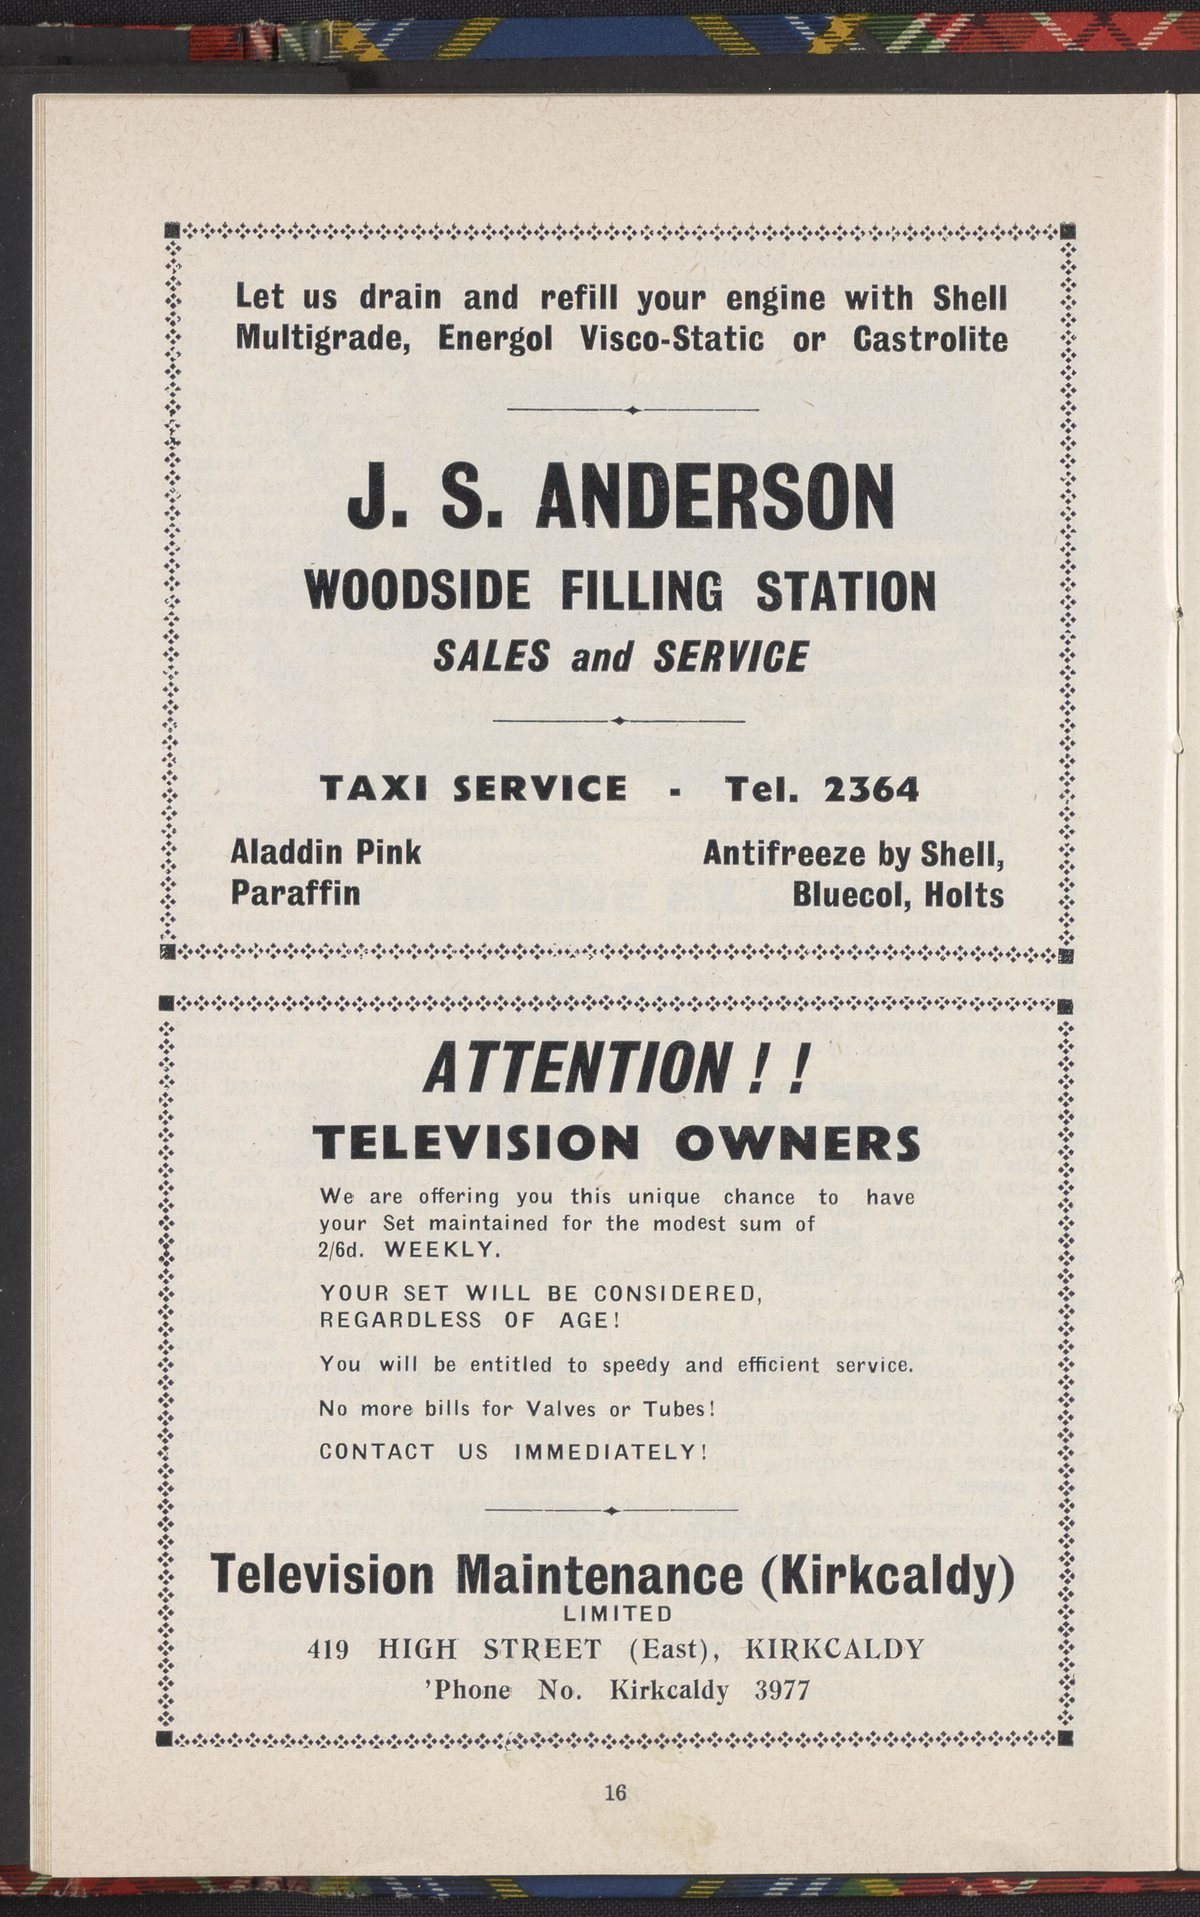 Let us drain and refill your engine with Shell
Multigrade, Energol Visco-Static or Castrolite
J. S. ANDERSON
WOODSIDE FILLING STATION
SALES and SERVICE
TAXI SERVICE - Tel. 2364
Aladdin Pink
Paraffin
Antifreeze by Shell,
Bluecol, Holts
ATTENTION ! !
TELEVISION OWNERS
We are offering you this unique chance to have
your Set maintained for the modest sum of
2/6d. WEEKLY.
YOUR SET WILL BE CONSIDERED,
REGARDLESS OF AGE!
You will be entitled to speedy and efficient service.
No more bills for Valves or Tubes!
CONTACT US IMMEDIATELY!
Television Maintenance (Kirkcaldy)
LIMITED
419 HIGH STREET (East), KIRKCALDY
'Phone No. Kirkcaldy 3977
16